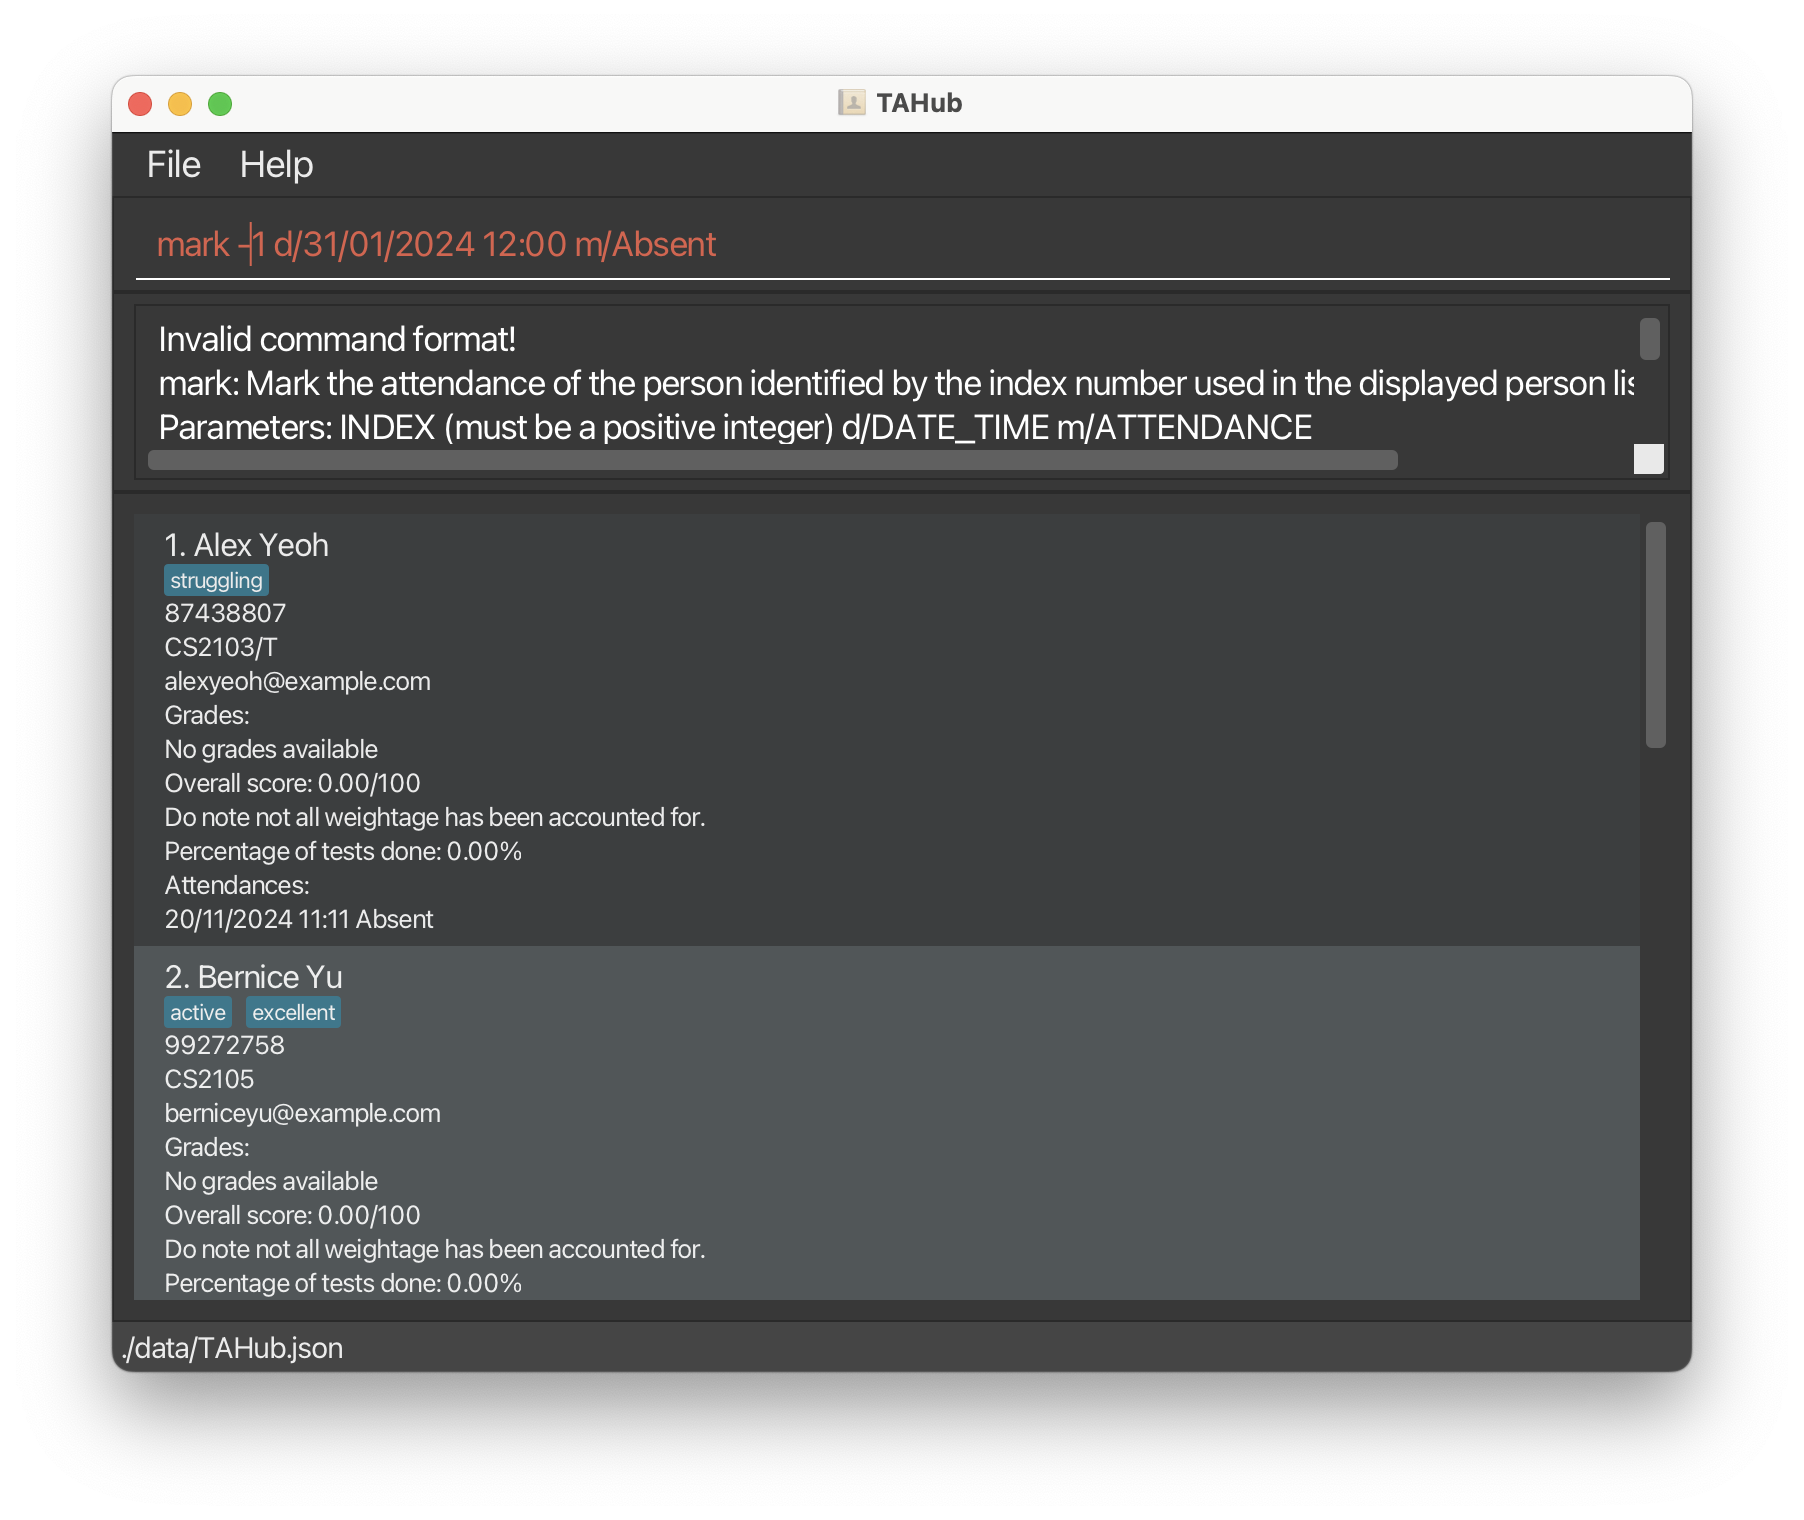 TAHub
File Help
mark -1 d/31/01/2024 12:00 m/Absent
Invalid command format!
mark: Mark the attendance of the person identified by the index number used in the displayed person lis
Parameters: INDEX (must be a positive integer) d/DATE_TIME m/ATTENDANCE
1. Alex Yeoh
struggling
87438807
CS2103/T
alexyeoh@example.com
Grades:
No grades available
Overall score: 0.00/100
Do note not all weightage has been accounted for.
Percentage of tests done: 0.00%
Attendances:
20/11/2024 11:11 Absent
2. Bernice Yu
active excellent
99272758
CS2105
berniceyu@example.com
Grades:
No grades available
Overall score: 0.00/100
Do note not all weightage has been accounted for.
Percentage of tests done: 0.00%
./data/TAHub.json